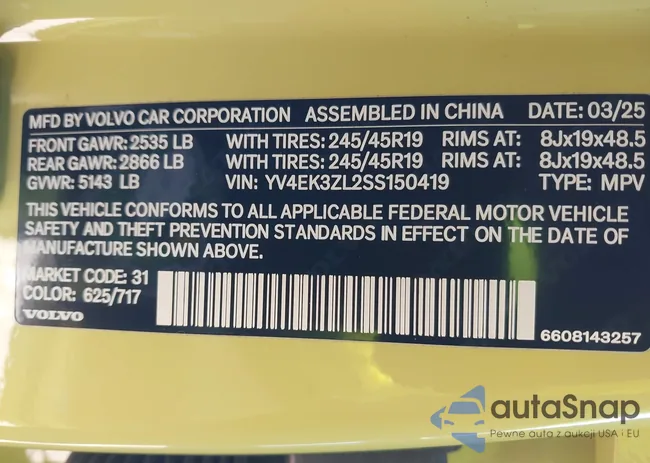 MFD BY VOLVO CAR CORPORATION ASSEMBLED IN CHINA DATE: 03/25
FRONT GAWR: 2535 LB WITH TIRES: 245/45R19 RIMS AT: 8Jx19x48.5
REAR GAWR: 2866 LB WITH TIRES: 245/45R19 RIMS AT: 8Jx19x48.5
GVWR: 5143 LB VIN: YV4EK3ZL2SS150419 TYPE: MPV
THIS VEHICLE CONFORMS TO ALL APPLICABLE FEDERAL MOTOR VEHICLE
SAFETY AND THEFT PREVENTION STANDARDS IN EFFECT ON THE DATE OF
MANUFACTURE SHOWN ABOVE.
MARKET CODE: 31
COLOR: 625/717
VOLVO
6608143257
autaSnap
Pewne auta z aukcji USA i EU